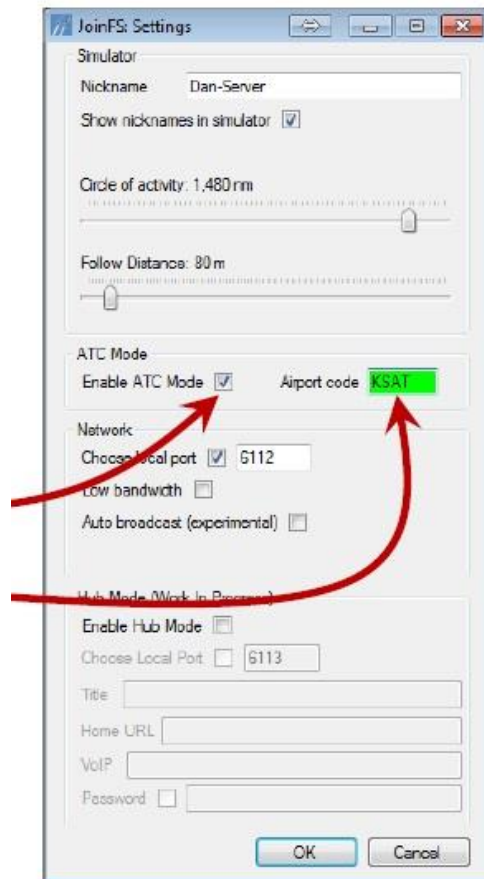 JoinFS: Settings
Simulator
Nickname Dan-Server
Show nicknames in simulator
Circle of activity: 1,480 nm
Follow Distance: 80 m
ATC Mode
Enable ATC Mode Airport code KSAT
Network
Choose local port 6112
Low bandwidth
Auto broadcast (experimental)
Hub Mode (Work In Progress)
Enable Hub Mode
Choose Local Port 6113
Title
Home URL
VoIP
Password
OK Cancel